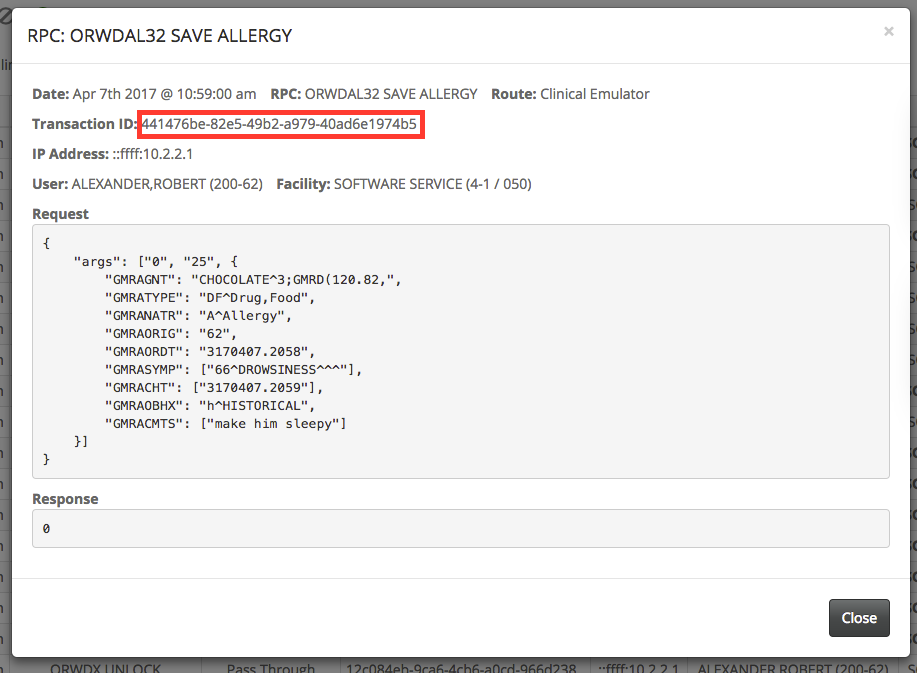 RPC: ORWDAL32 SAVE ALLERGY ×
Date: Apr 7th 2017 @ 10:59:00 am RPC: ORWDAL32 SAVE ALLERGY Route: Clinical Emulator
Transaction ID: 441476be-82e5-49b2-a979-40ad6e1974b5
IP Address: ::ffff:10.2.2.1
User: ALEXANDER,ROBERT (200-62) Facility: SOFTWARE SERVICE (4-1 / 050)
Request
{
"args": ["0", "25", {
"GMRAGNT": "CHOCOLATE^3;GMRD(120.82,",
"GMRATYPE": "DF^Drug,Food",
"GMRANATR": "A^Allergy",
"GMRAORIG": "62",
"GMRAORDT": "3170407.2058",
"GMRASYMP": ["66^DROWSINESS^^^"],
"GMRACHT": ["3170407.2059"],
"GMRAOBHX": "h^HISTORICAL",
"GMRACMTS": ["make him sleepy"]
}]
}
Response
0
Close
ORWDX UNLOCK Pass Through 12c084eb-9ca6-4cb6-a0cd-966d238 ::ffff:10.2.2.1 ALEXANDER,ROBERT (200-62)